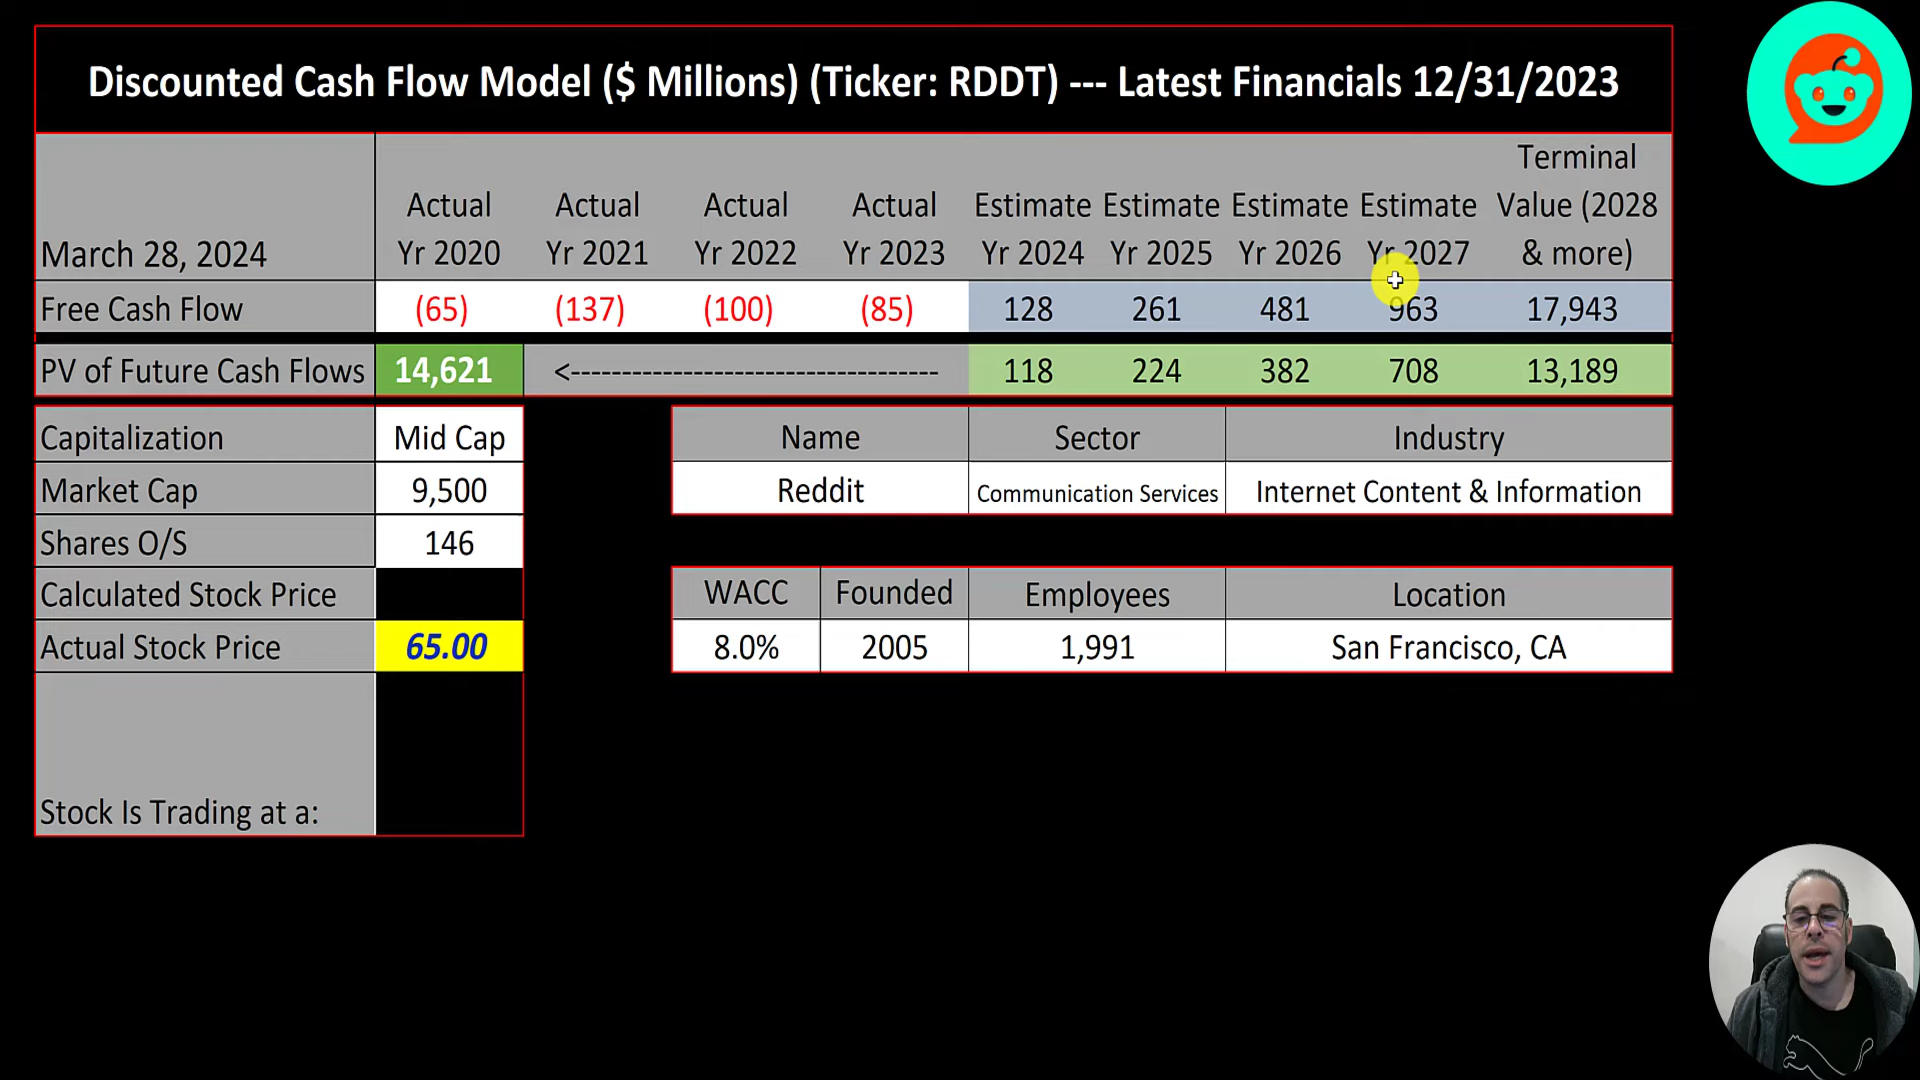 Discounted Cash Flow Model ($ Millions) (Ticker: RDDT) --- Latest Financials 12/31/2023
March 28, 2024
Actual Yr 2020
Actual Yr 2021
Actual Yr 2022
Actual Yr 2023
Estimate Yr 2024
Estimate Yr 2025
Estimate Yr 2026
Estimate Yr 2027
Terminal Value (2028 & more)
Free Cash Flow (65) (137) (100) (85) 128 261 481 963 17,943
PV of Future Cash Flows 14,621 <------------------------------------ 118 224 382 708 13,189
Capitalization Mid Cap
Market Cap 9,500
Shares O/S 146
Calculated Stock Price
Actual Stock Price 65.00
Stock Is Trading at a:
Name Sector Industry
Reddit Communication Services Internet Content & Information
WACC Founded Employees Location
8.0% 2005 1,991 San Francisco, CA